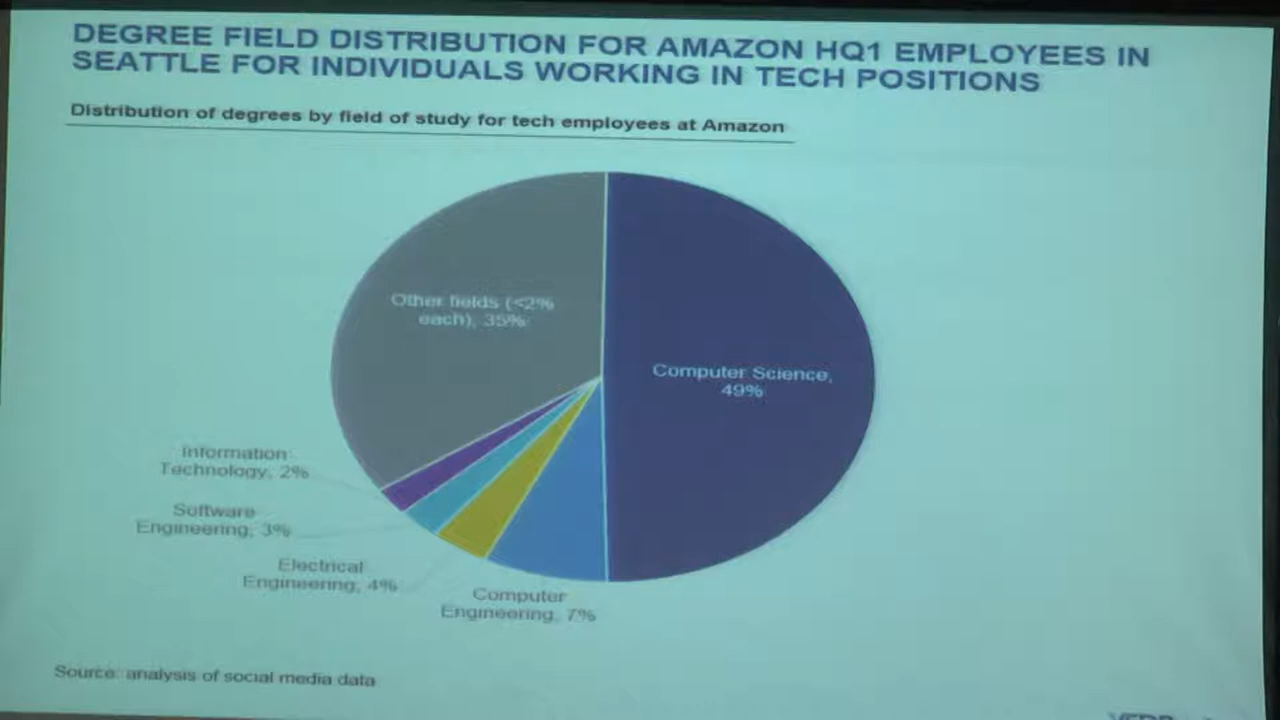 DEGREE FIELD DISTRIBUTION FOR AMAZON HQ1 EMPLOYEES IN
SEATTLE FOR INDIVIDUALS WORKING IN TECH POSITIONS
Distribution of degrees by field of study for tech employees at Amazon
Other fields (<2%
each), 35%
Computer Science,
49%
Information
Technology, 2%
Software
Engineering, 3%
Electrical
Engineering, 4%
Computer
Engineering, 7%
Source: analysis of social media data